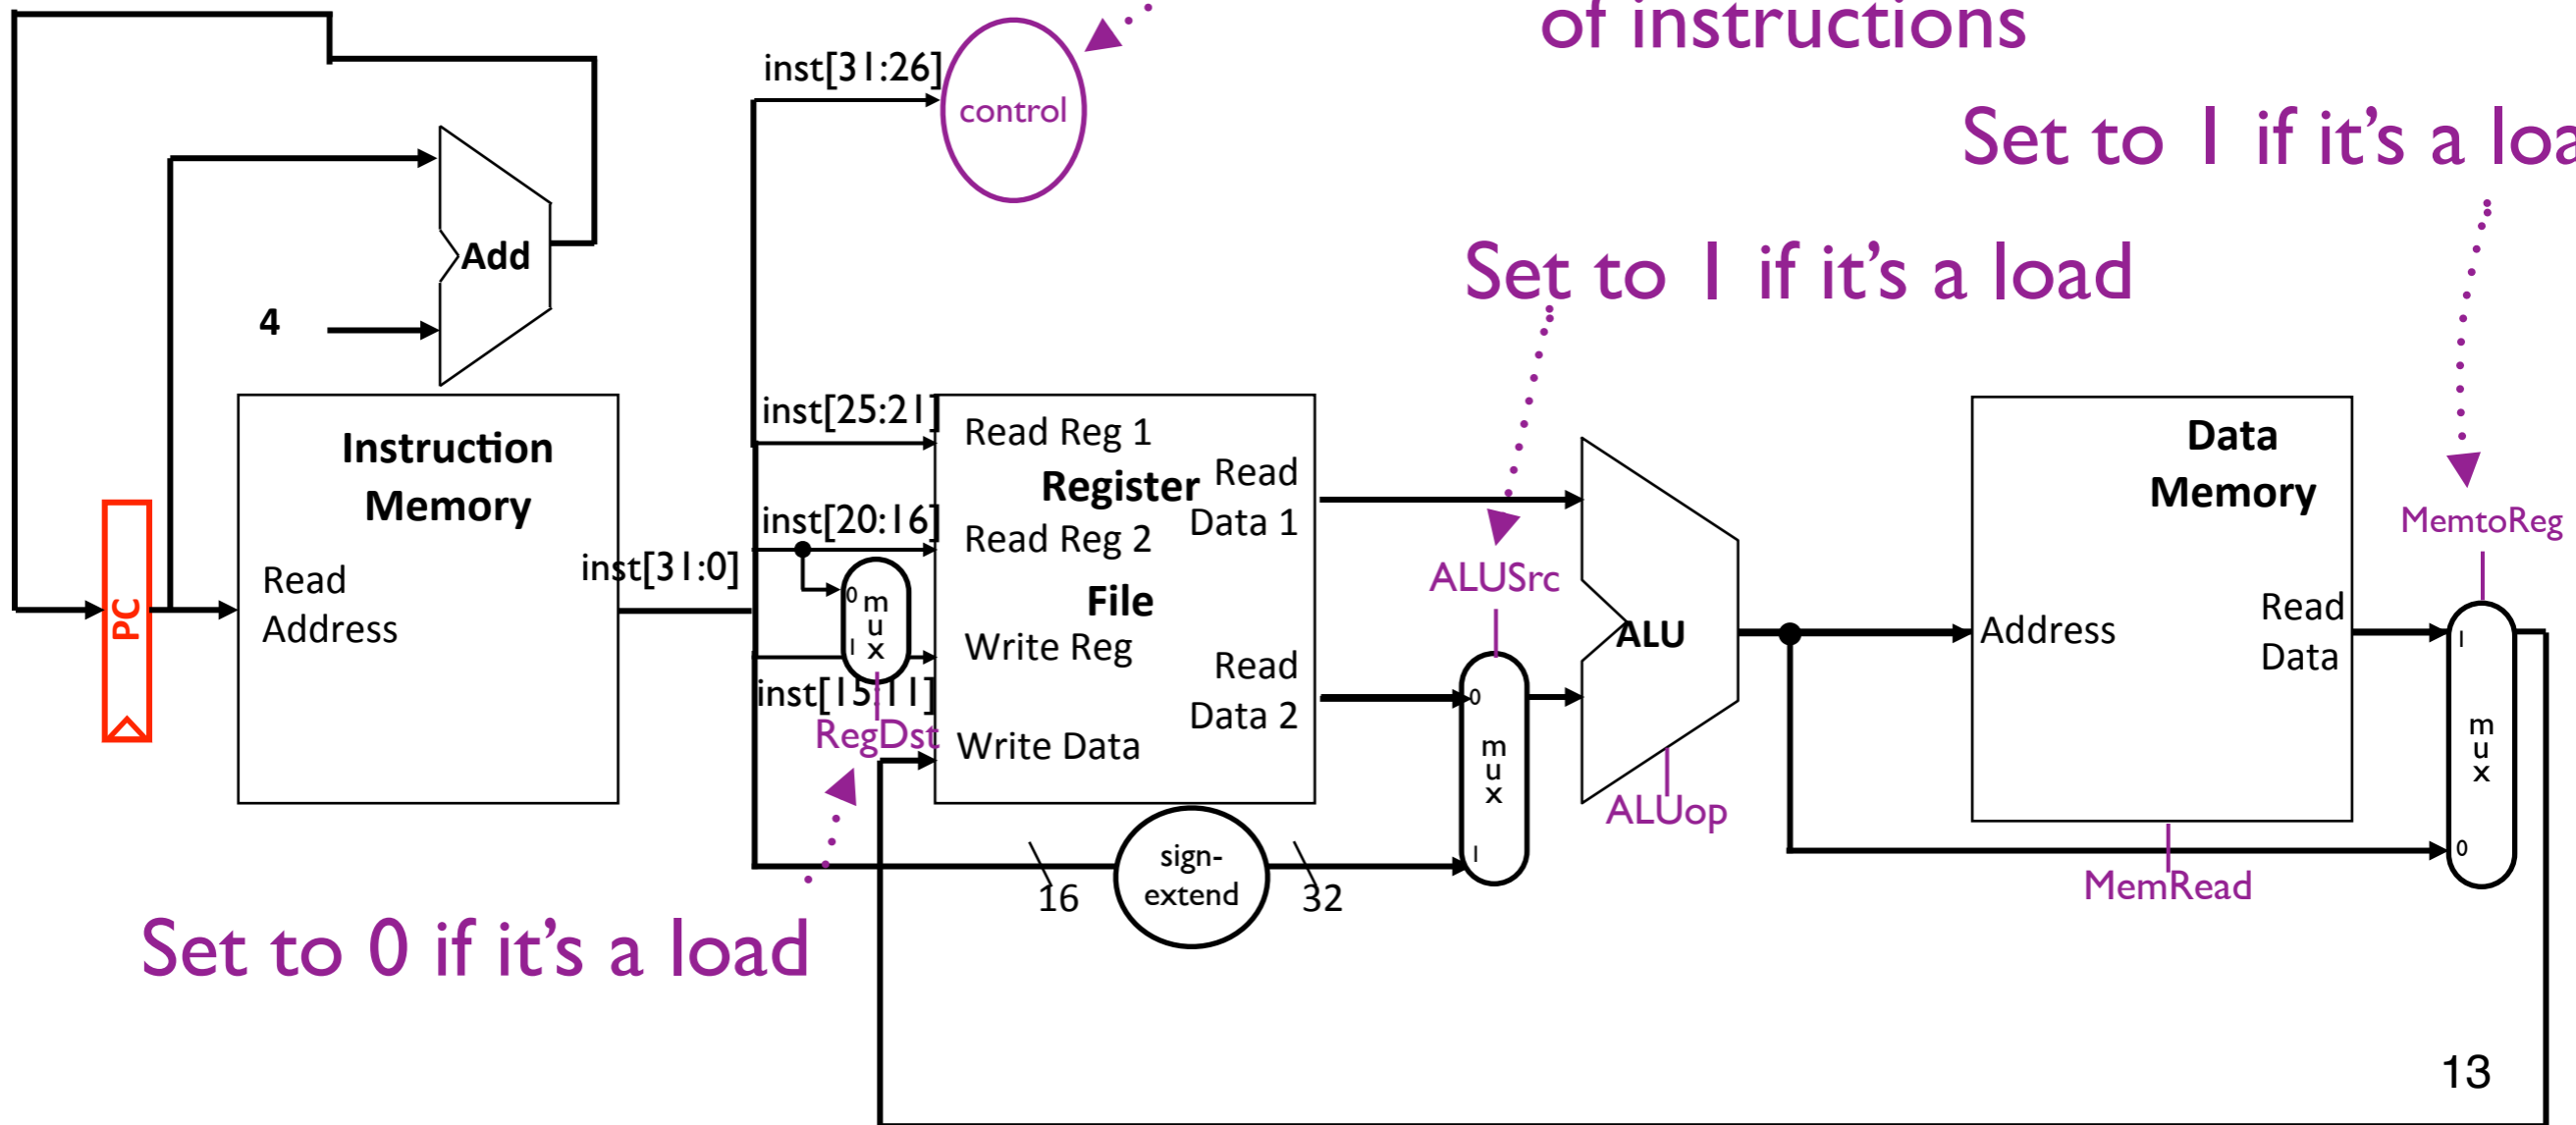 of instructions
inst[31:26]
control
Set to 1 if it's a loa
Add
Set to 1 if it's a load
4
inst[25:21]
Instruction
Memory
Read
Address
PC
inst[31:0]
Read Reg 1
Register
Read
Data 1
inst[20:16]
Read Reg 2
File
0
mux
1
Write Reg
inst[15:11]
RegDst
Write Data
Read
Data 2
ALUSrc
0
mux
1
ALU
ALUop
Data
Memory
Address
Read
Data
MemtoReg
1
mux
0
MemRead
sign-
extend
16
32
Set to 0 if it's a load
13